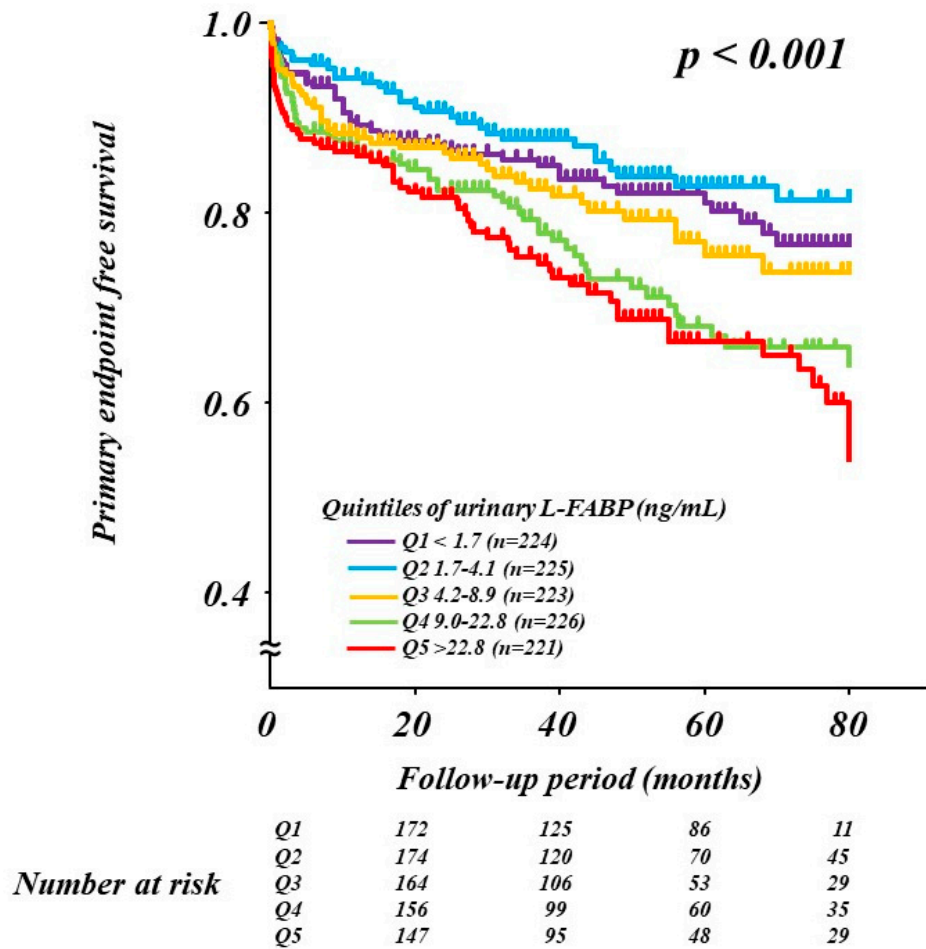 1.0
p < 0.001
0.8
Primary endpoint free survival
0.6
Quintiles of urinary L-FABP (ng/mL)
Q1 < 1.7 (n=224)
Q2 1.7-4.1 (n=225)
Q3 4.2-8.9 (n=223)
0.4
Q4 9.0-22.8 (n=226)
Q5 >22.8 (n=221)
≈
0 20 40 60 80
Follow-up period (months)
Q1 172 125 86 11
Q2 174 120 70 45
Number at risk
Q3 164 106 53 29
Q4 156 99 60 35
Q5 147 95 48 29